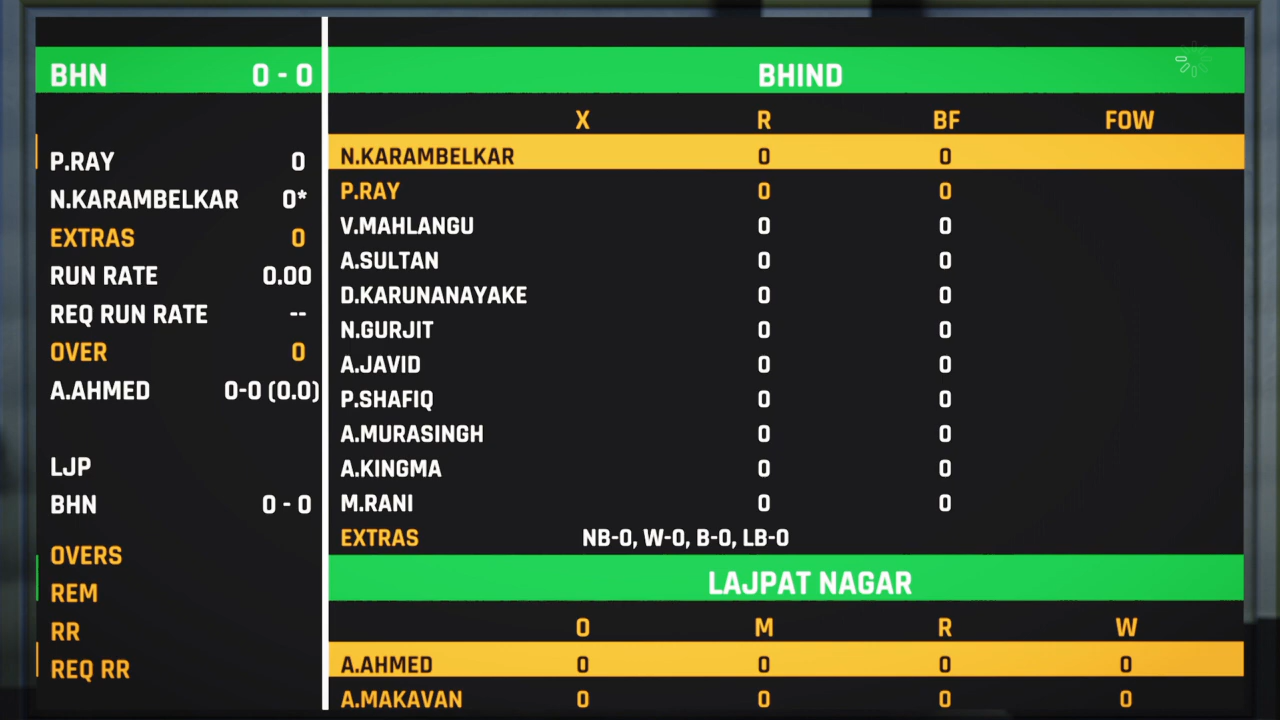 BHN 0 - 0
P.RAY 0
N.KARAMBELKAR 0*
EXTRAS 0
RUN RATE 0.00
REQ RUN RATE --
OVER 0
A.AHMED 0-0 (0.0)
LJP
BHN 0 - 0
OVERS
REM
RR
REQ RR
BHIND
X R BF FOW
N.KARAMBELKAR 0 0
P.RAY 0 0
V.MAHLANGU 0 0
A.SULTAN 0 0
D.KARUNANAYAKE 0 0
N.GURJIT 0 0
A.JAVID 0 0
P.SHAFIQ 0 0
A.MURASINGH 0 0
A.KINGMA 0 0
M.RANI 0 0
EXTRAS NB-0, W-0, B-0, LB-0
LAJPAT NAGAR
O M R W
A.AHMED 0 0 0 0
A.MAKAVAN 0 0 0 0